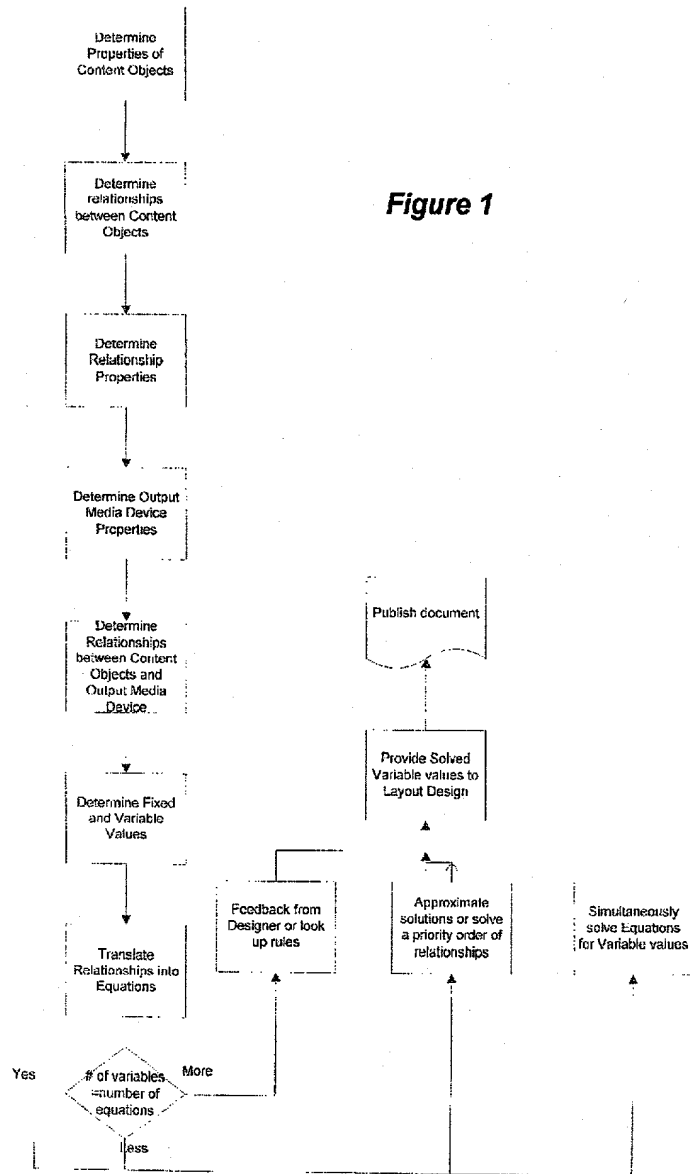 Determine
Properties of
Content Objects
Determine
relationships
between Content
Objects
Figure 1
Determine
Relationship
Properties
Determine Output
Media Device
Properties
Determine
Relationships
between Content
Objects and
Output Media
Device
Publish document
Provide Solved
Variable values to
Layout Design
Determine Fixed
and Variable
Values
Translate
Relationships into
Equations
Feedback from
Designer or look
up rules
Approximate
solutions or solve
a priority order of
relationships
Simultaneously
solve Equations
for Variable values
Yes
# of variables
=number of
equations
More
Less